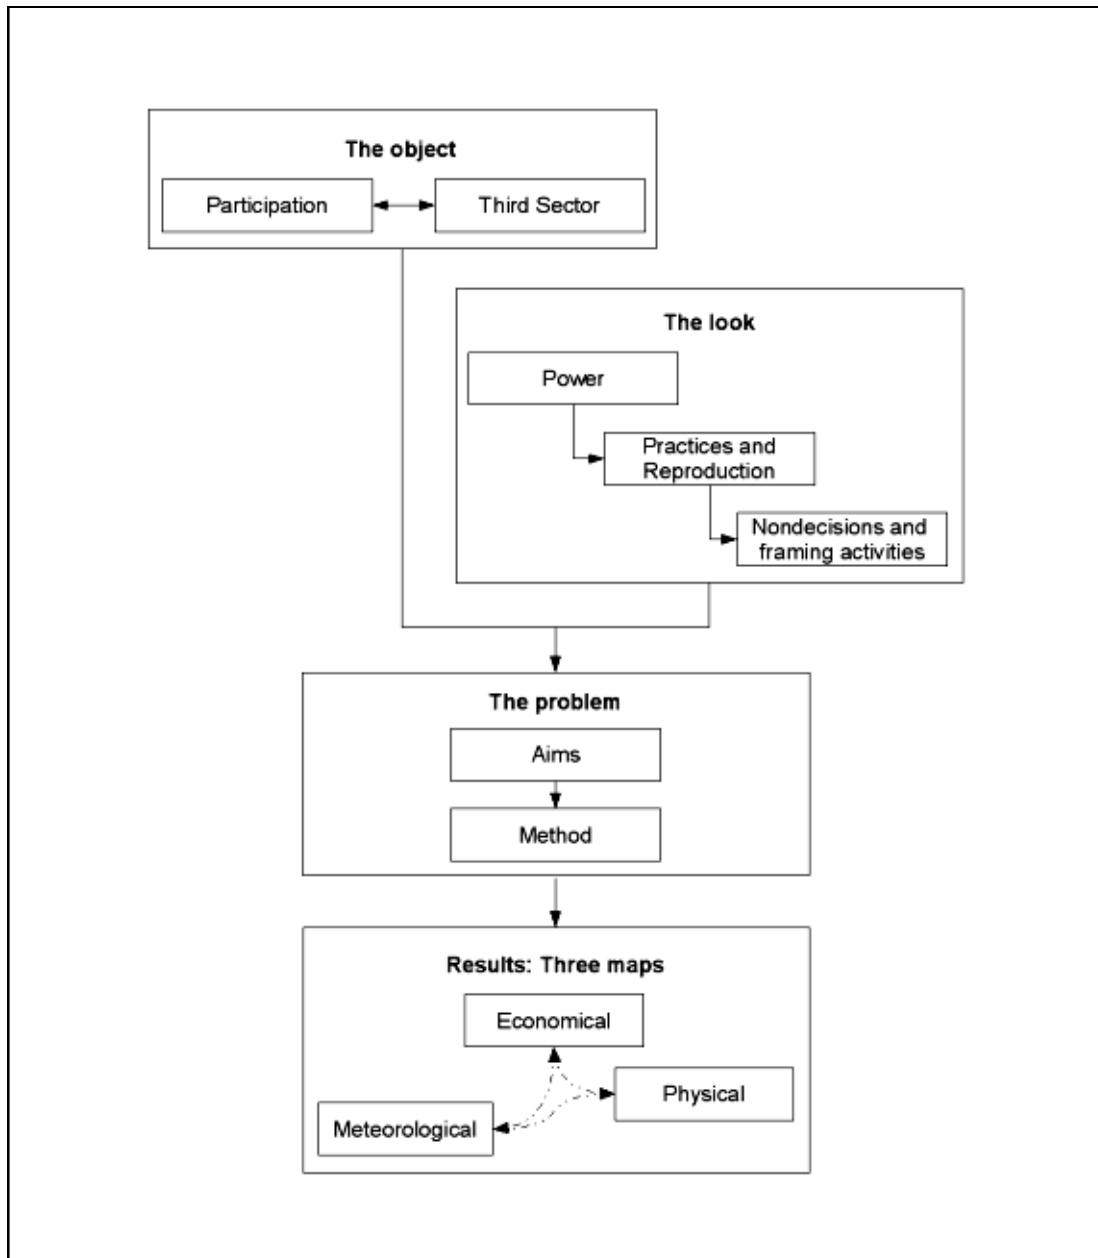 The object
Participation
Third Sector
The look
Power
Practices and
Reproduction
Nondecisions and
framing activities
The problem
Aims
Method
Results: Three maps
Economical
Physical
Meteorological